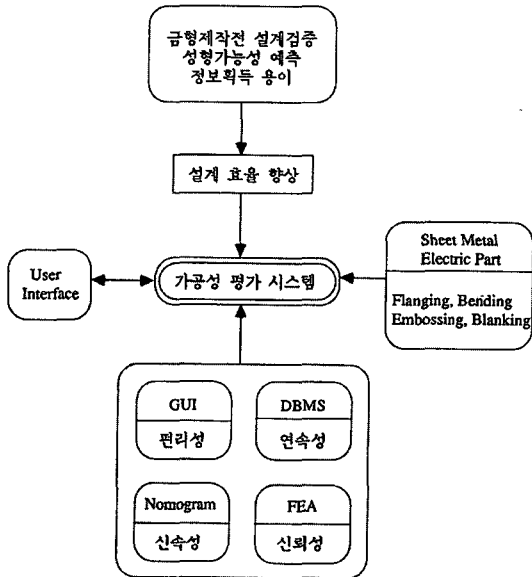 금형제작전 설계검증
성형가능성 예측
정보획득 용이
설계 효율 향상
User
Interface
가공성 평가 시스템
Sheet Metal
Electric Part
Flanging, Bending
Embossing, Blanking
GUI
편리성
DBMS
연속성
Nomogram
신속성
FEA
신뢰성